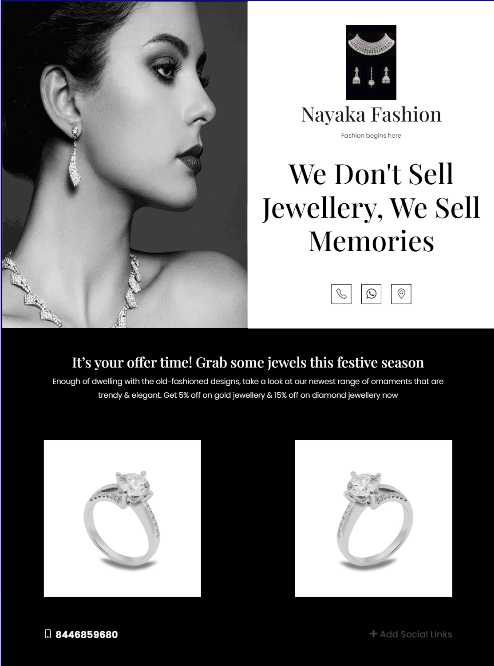 Nayaka Fashion
Fashion begins here
We Don't Sell
Jewellery, We Sell
Memories
It's your offer time! Grab some jewels this festive season
Enough of dwelling with the old-fashioned designs, take a look at our newest range of ornaments that are
trendy & elegant. Get 5% off on gold jewellery & 15% off on diamond jewellery now
8446859680
+ Add Social Links